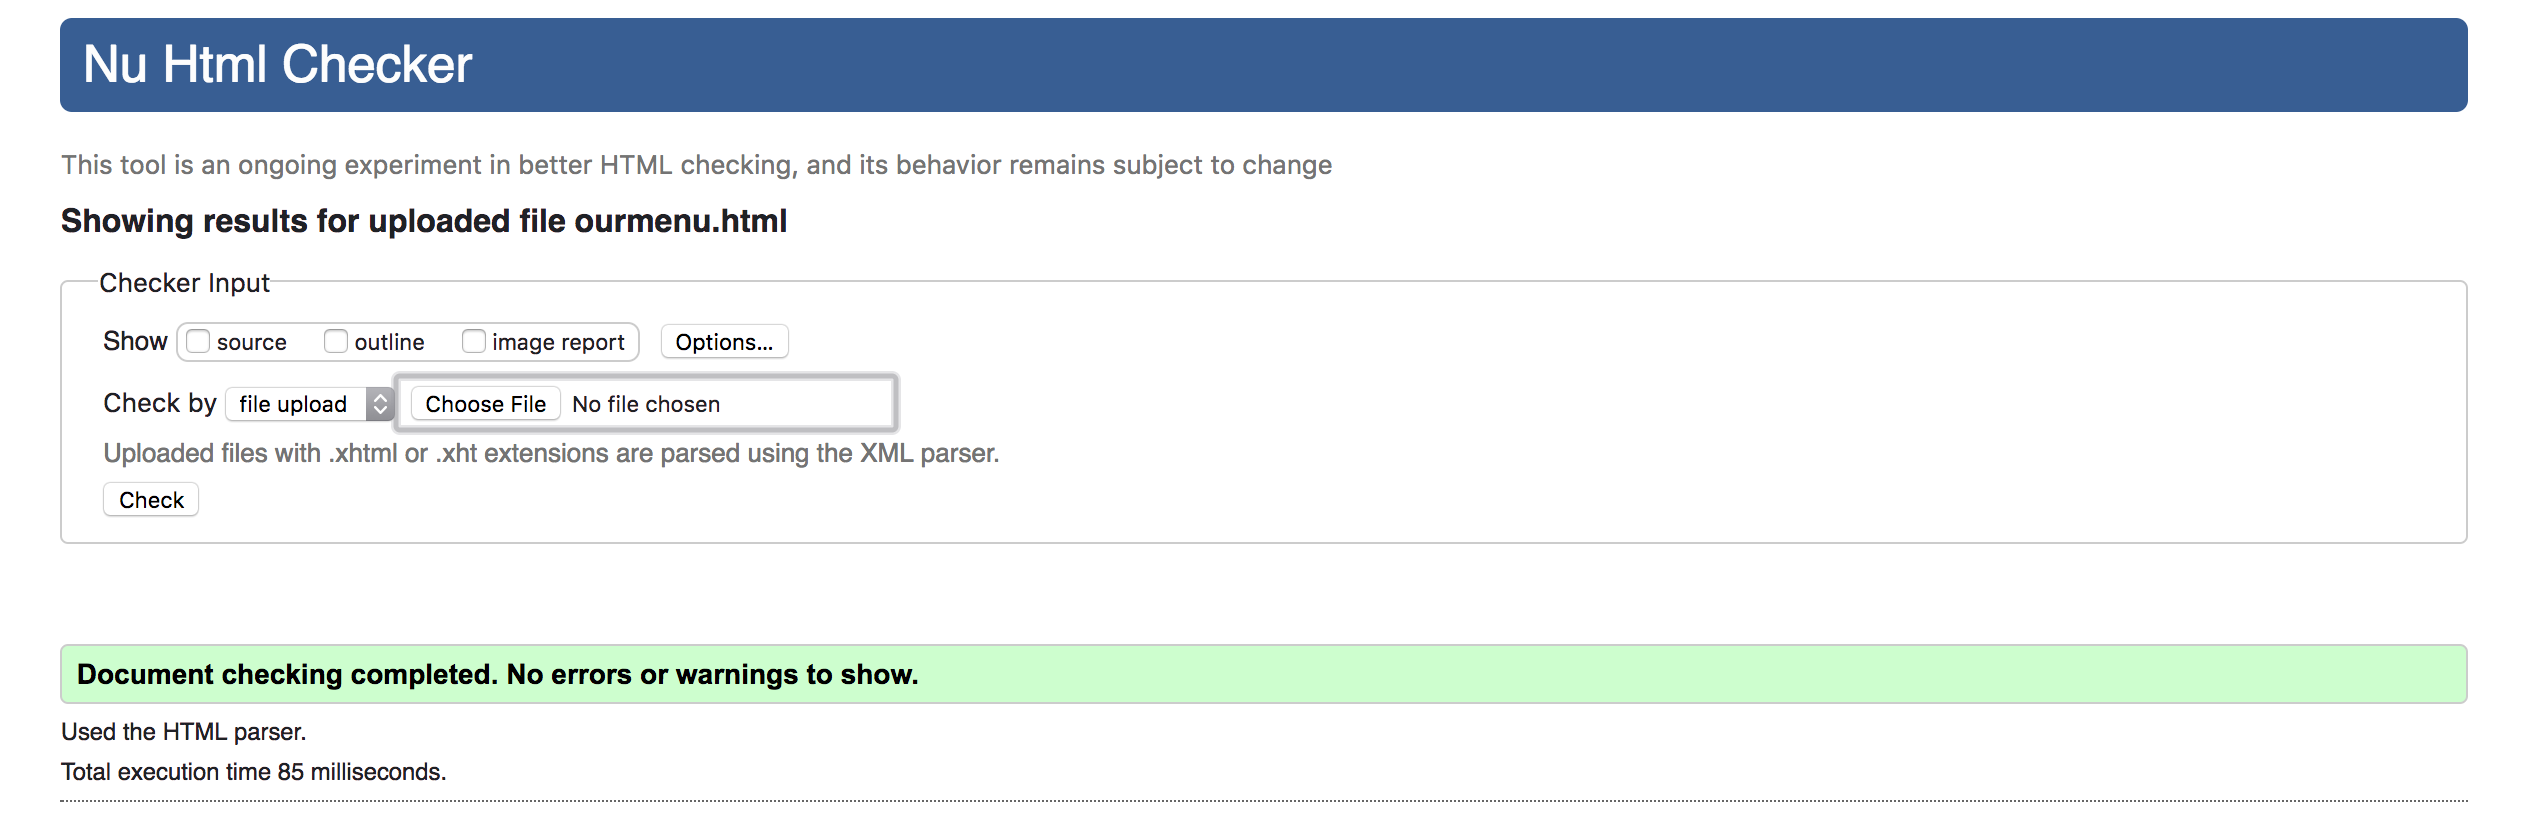 Nu Html Checker
This tool is an ongoing experiment in better HTML checking, and its behavior remains subject to change
Showing results for uploaded file ourmenu.html
Checker Input
Show source outline image report Options...
Check by file upload Choose File No file chosen
Uploaded files with .xhtml or .xht extensions are parsed using the XML parser.
Check
Document checking completed. No errors or warnings to show.
Used the HTML parser.
Total execution time 85 milliseconds.